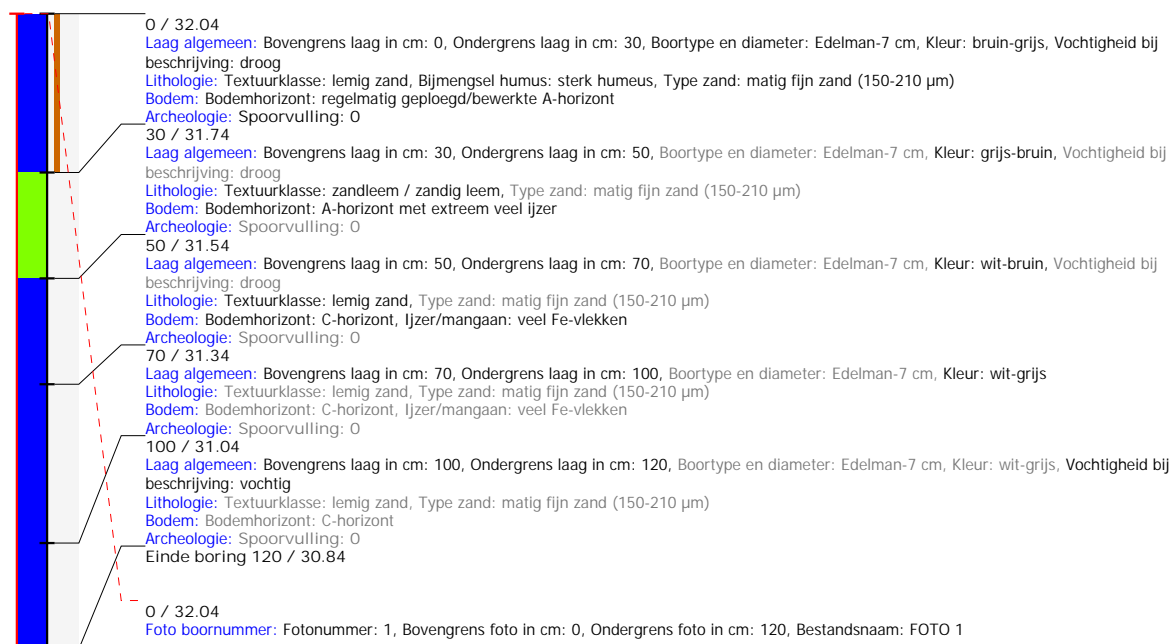 0 / 32.04
Laag algemeen: Bovengrens laag in cm: 0, Ondergrens laag in cm: 30, Boortype en diameter: Edelman-7 cm, Kleur: bruin-grijs, Vochtigheid bij
beschrijving: droog
Lithologie: Textuurklasse: lemig zand, Bijmengsel humus: sterk humeus, Type zand: matig fijn zand (150-210 µm)
Bodem: Bodemhorizont: regelmatig geploegd/bewerkte A-horizont
Archeologie: Spoorvulling: 0
30 / 31.74
Laag algemeen: Bovengrens laag in cm: 30, Ondergrens laag in cm: 50, Boortype en diameter: Edelman-7 cm, Kleur: grijs-bruin, Vochtigheid bij
beschrijving: droog
Lithologie: Textuurklasse: zandleem / zandig leem, Type zand: matig fijn zand (150-210 µm)
Bodem: Bodemhorizont: A-horizont met extreem veel ijzer
Archeologie: Spoorvulling: 0
50 / 31.54
Laag algemeen: Bovengrens laag in cm: 50, Ondergrens laag in cm: 70, Boortype en diameter: Edelman-7 cm, Kleur: wit-bruin, Vochtigheid bij
beschrijving: droog
Lithologie: Textuurklasse: lemig zand, Type zand: matig fijn zand (150-210 µm)
Bodem: Bodemhorizont: C-horizont, Ijzer/mangaan: veel Fe-vlekken
Archeologie: Spoorvulling: 0
70 / 31.34
Laag algemeen: Bovengrens laag in cm: 70, Ondergrens laag in cm: 100, Boortype en diameter: Edelman-7 cm, Kleur: wit-grijs
Lithologie: Textuurklasse: lemig zand, Type zand: matig fijn zand (150-210 µm)
Bodem: Bodemhorizont: C-horizont, Ijzer/mangaan: veel Fe-vlekken
Archeologie: Spoorvulling: 0
100 / 31.04
Laag algemeen: Bovengrens laag in cm: 100, Ondergrens laag in cm: 120, Boortype en diameter: Edelman-7 cm, Kleur: wit-grijs, Vochtigheid bij
beschrijving: vochtig
Lithologie: Textuurklasse: lemig zand, Type zand: matig fijn zand (150-210 µm)
Bodem: Bodemhorizont: C-horizont
Archeologie: Spoorvulling: 0
Einde boring 120 / 30.84
0 / 32.04
Foto boornummer: Fotonummer: 1, Bovengrens foto in cm: 0, Ondergrens foto in cm: 120, Bestandsnaam: FOTO 1